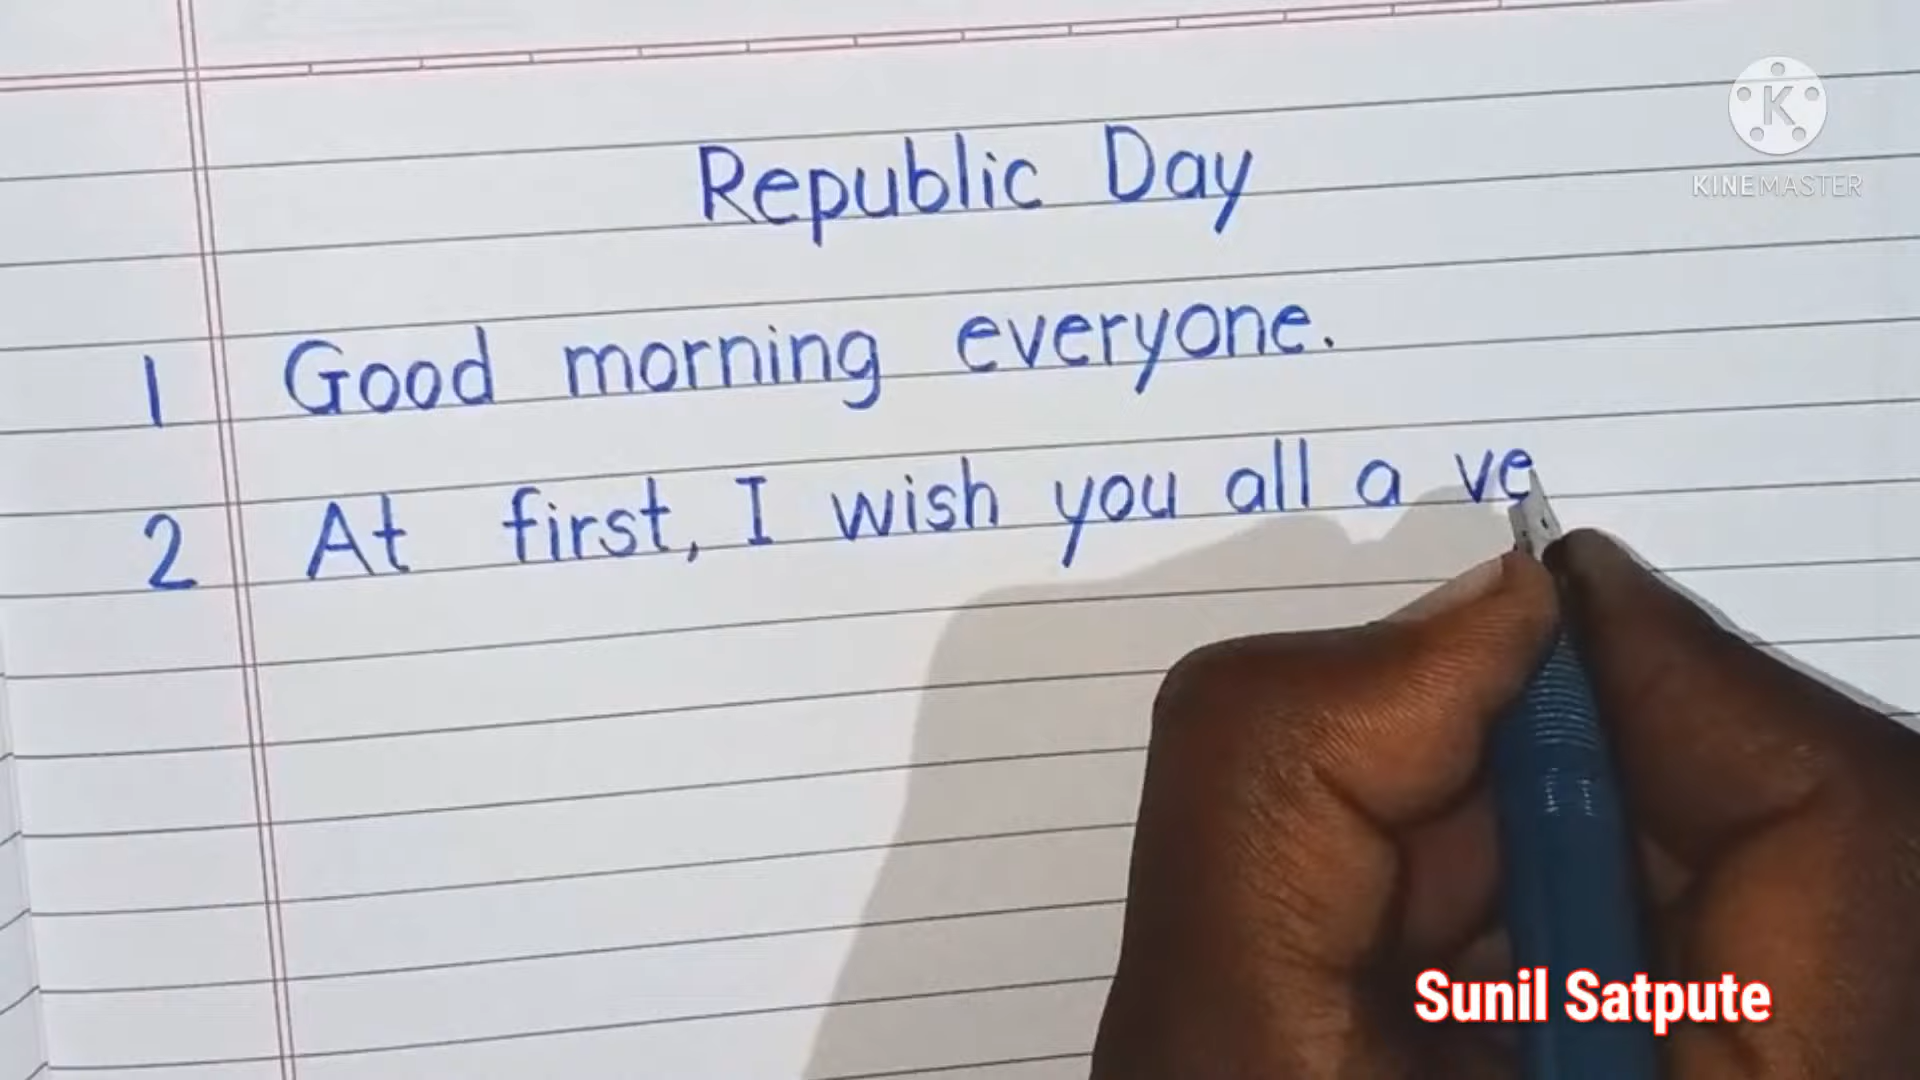 Republic Day
KINEMASTER
1 Good morning everyone.
2 At first, I wish you all a ve
Sunil Satpute